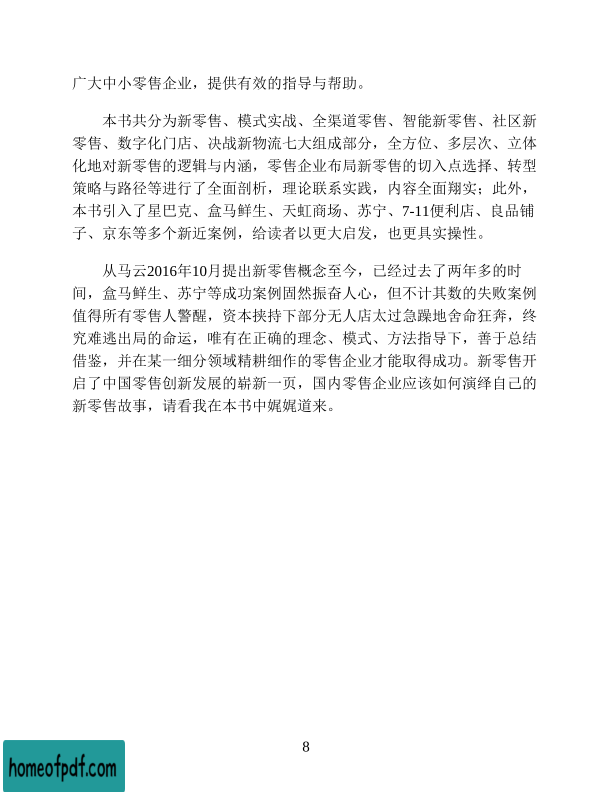 广大中小零售企业，提供有效的指导与帮助。
本书共分为新零售、模式实战、全渠道零售、智能新零售、社区新
零售、数字化门店、决战新物流七大组成部分，全方位、多层次、立体
化地对新零售的逻辑与内涵，零售企业布局新零售的切入点选择、转型
策略与路径等进行了全面剖析，理论联系实践，内容全面翔实；此外，
本书引入了星巴克、盒马鲜生、天虹商场、苏宁、7-11便利店、良品铺
子、京东等多个新近案例，给读者以更大启发，也更具实操性。
从马云2016年10月提出新零售概念至今，已经过去了两年多的时
间，盒马鲜生、苏宁等成功案例固然振奋人心，但不计其数的失败案例
值得所有零售人警醒，资本挟持下部分无人店太过急躁地舍命狂奔，终
究难逃出局的命运，唯有在正确的理念、模式、方法指导下，善于总结
借鉴，并在某一细分领域精耕细作的零售企业才能取得成功。新零售开
启了中国零售创新发展的崭新一页，国内零售企业应该如何演绎自己的
新零售故事，请看我在本书中娓娓道来。
8
homeofpdf.com